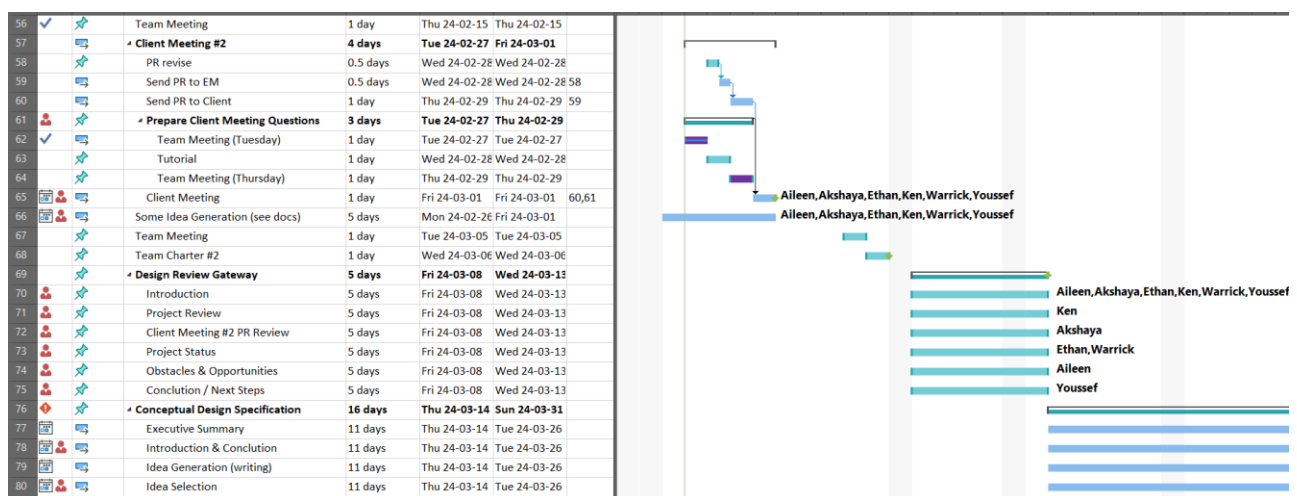 56 Team Meeting 1 day Thu 24-02-15 Thu 24-02-15
57 Client Meeting #2 4 days Tue 24-02-27 Fri 24-03-01
58 PR revise 0.5 days Wed 24-02-28 Wed 24-02-28
59 Send PR to EM 0.5 days Wed 24-02-28 Wed 24-02-28 58
60 Send PR to Client 1 day Thu 24-02-29 Thu 24-02-29 59
61 Prepare Client Meeting Questions 3 days Tue 24-02-27 Thu 24-02-29
62 Team Meeting (Tuesday) 1 day Tue 24-02-27 Tue 24-02-27
63 Tutorial 1 day Wed 24-02-28 Wed 24-02-28
64 Team Meeting (Thursday) 1 day Thu 24-02-29 Thu 24-02-29
65 Client Meeting 1 day Fri 24-03-01 Fri 24-03-01 60,61 Aileen,Akshaya,Ethan,Ken,Warrick,Youssef
66 Some Idea Generation (see docs) 5 days Mon 24-02-26 Fri 24-03-01 Aileen,Akshaya,Ethan,Ken,Warrick,Youssef
67 Team Meeting 1 day Tue 24-03-05 Tue 24-03-05
68 Team Charter #2 1 day Wed 24-03-06 Wed 24-03-06
69 Design Review Gateway 5 days Fri 24-03-08 Wed 24-03-13
70 Introduction 5 days Fri 24-03-08 Wed 24-03-13 Aileen,Akshaya,Ethan,Ken,Warrick,Youssef
71 Project Review 5 days Fri 24-03-08 Wed 24-03-13 Ken
72 Client Meeting #2 PR Review 5 days Fri 24-03-08 Wed 24-03-13 Akshaya
73 Project Status 5 days Fri 24-03-08 Wed 24-03-13 Ethan,Warrick
74 Obstacles & Opportunities 5 days Fri 24-03-08 Wed 24-03-13 Aileen
75 Conclution / Next Steps 5 days Fri 24-03-08 Wed 24-03-13 Youssef
76 Conceptual Design Specification 16 days Thu 24-03-14 Sun 24-03-31
77 Executive Summary 11 days Thu 24-03-14 Tue 24-03-26
78 Introduction & Conclution 11 days Thu 24-03-14 Tue 24-03-26
79 Idea Generation (writing) 11 days Thu 24-03-14 Tue 24-03-26
80 Idea Selection 11 days Thu 24-03-14 Tue 24-03-26